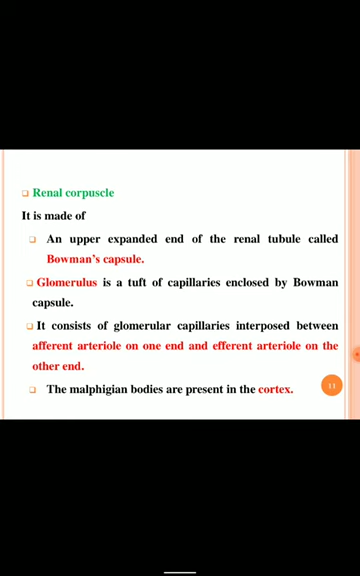 Renal corpuscle
It is made of
An upper expanded end of the renal tubule called
Bowman's capsule.
Glomerulus is a tuft of capillaries enclosed by Bowman
capsule.
It consists of glomerular capillaries interposed between
afferent arteriole on one end and efferent arteriole on the
other end.
The malphigian bodies are present in the cortex.
11